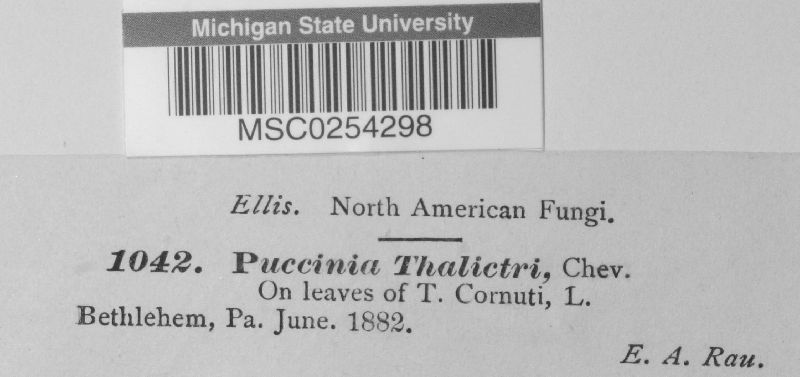 Michigan State University
MSC0254298
Ellis. North American Fungi.
1042. Puccinia Thalictri, Chev.
On leaves of T. Cornuti, L.
Bethlehem, Pa. June. 1882.
E. A. Rau.